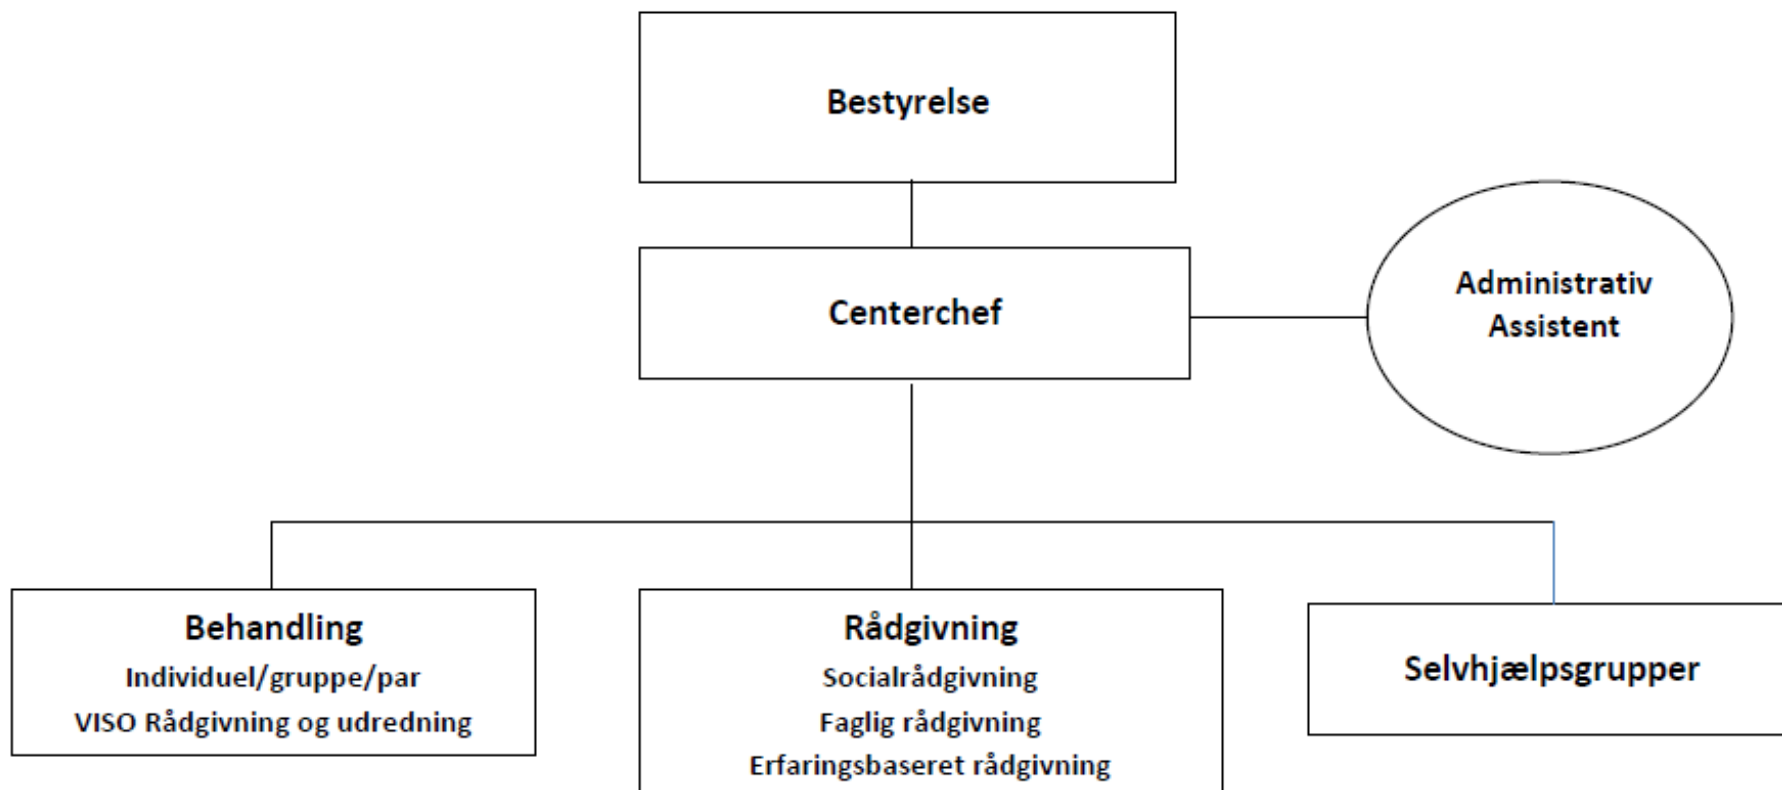 Bestyrelse
Centerchef
Administrativ
Assistent
Behandling
Individuel/gruppe/par
VISO Rådgivning og udredning
Rådgivning
Socialrådgivning
Faglig rådgivning
Erfaringsbaseret rådgivning
Selvhjælpsgrupper